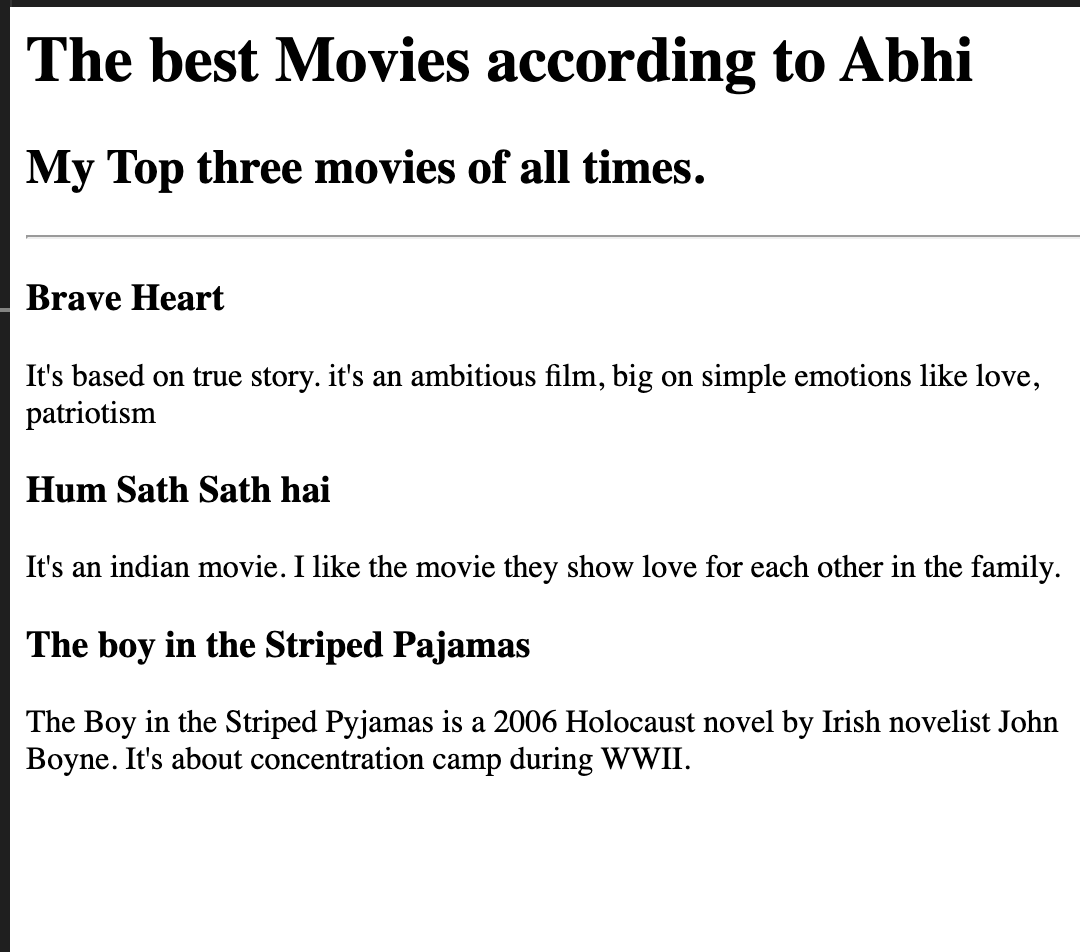 The best Movies according to Abhi
My Top three movies of all times.
Brave Heart
It's based on true story. it's an ambitious film, big on simple emotions like love,
patriotism
Hum Sath Sath hai
It's an indian movie. I like the movie they show love for each other in the family.
The boy in the Striped Pajamas
The Boy in the Striped Pyjamas is a 2006 Holocaust novel by Irish novelist John
Boyne. It's about concentration camp during WWII.